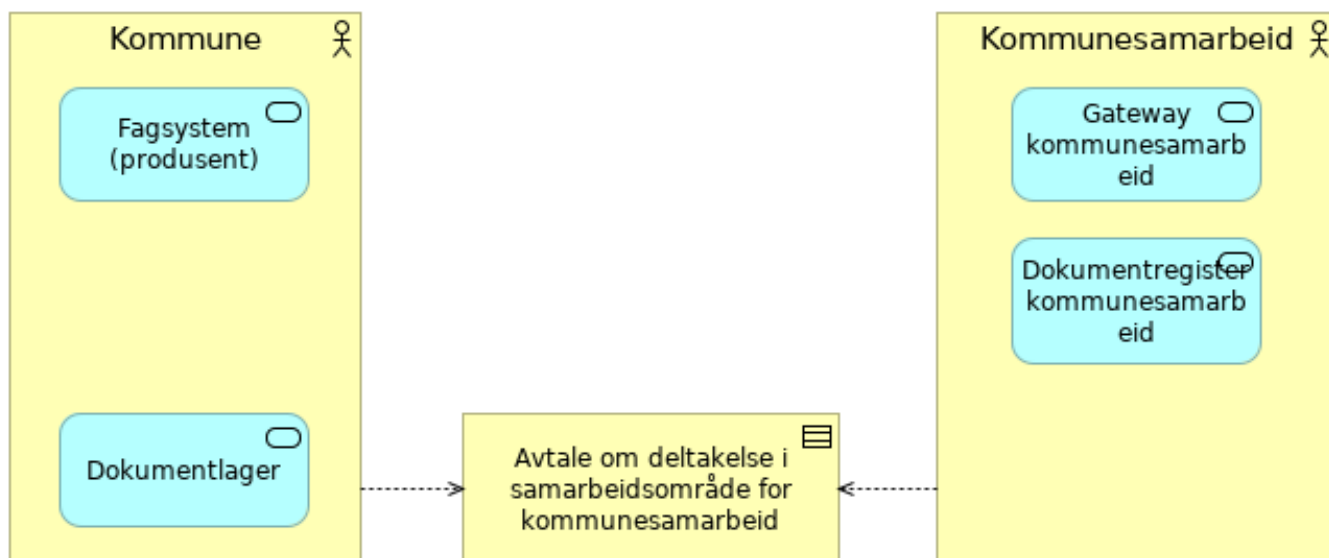 Kommune
Fagsystem
(produsent)
Dokumentlager
Avtale om deltakelse i
samarbeidsområde for
kommunesamarbeid
Kommunesamarbeid
Gateway
kommunesamarb
eid
Dokumentregister
kommunesamarb
eid